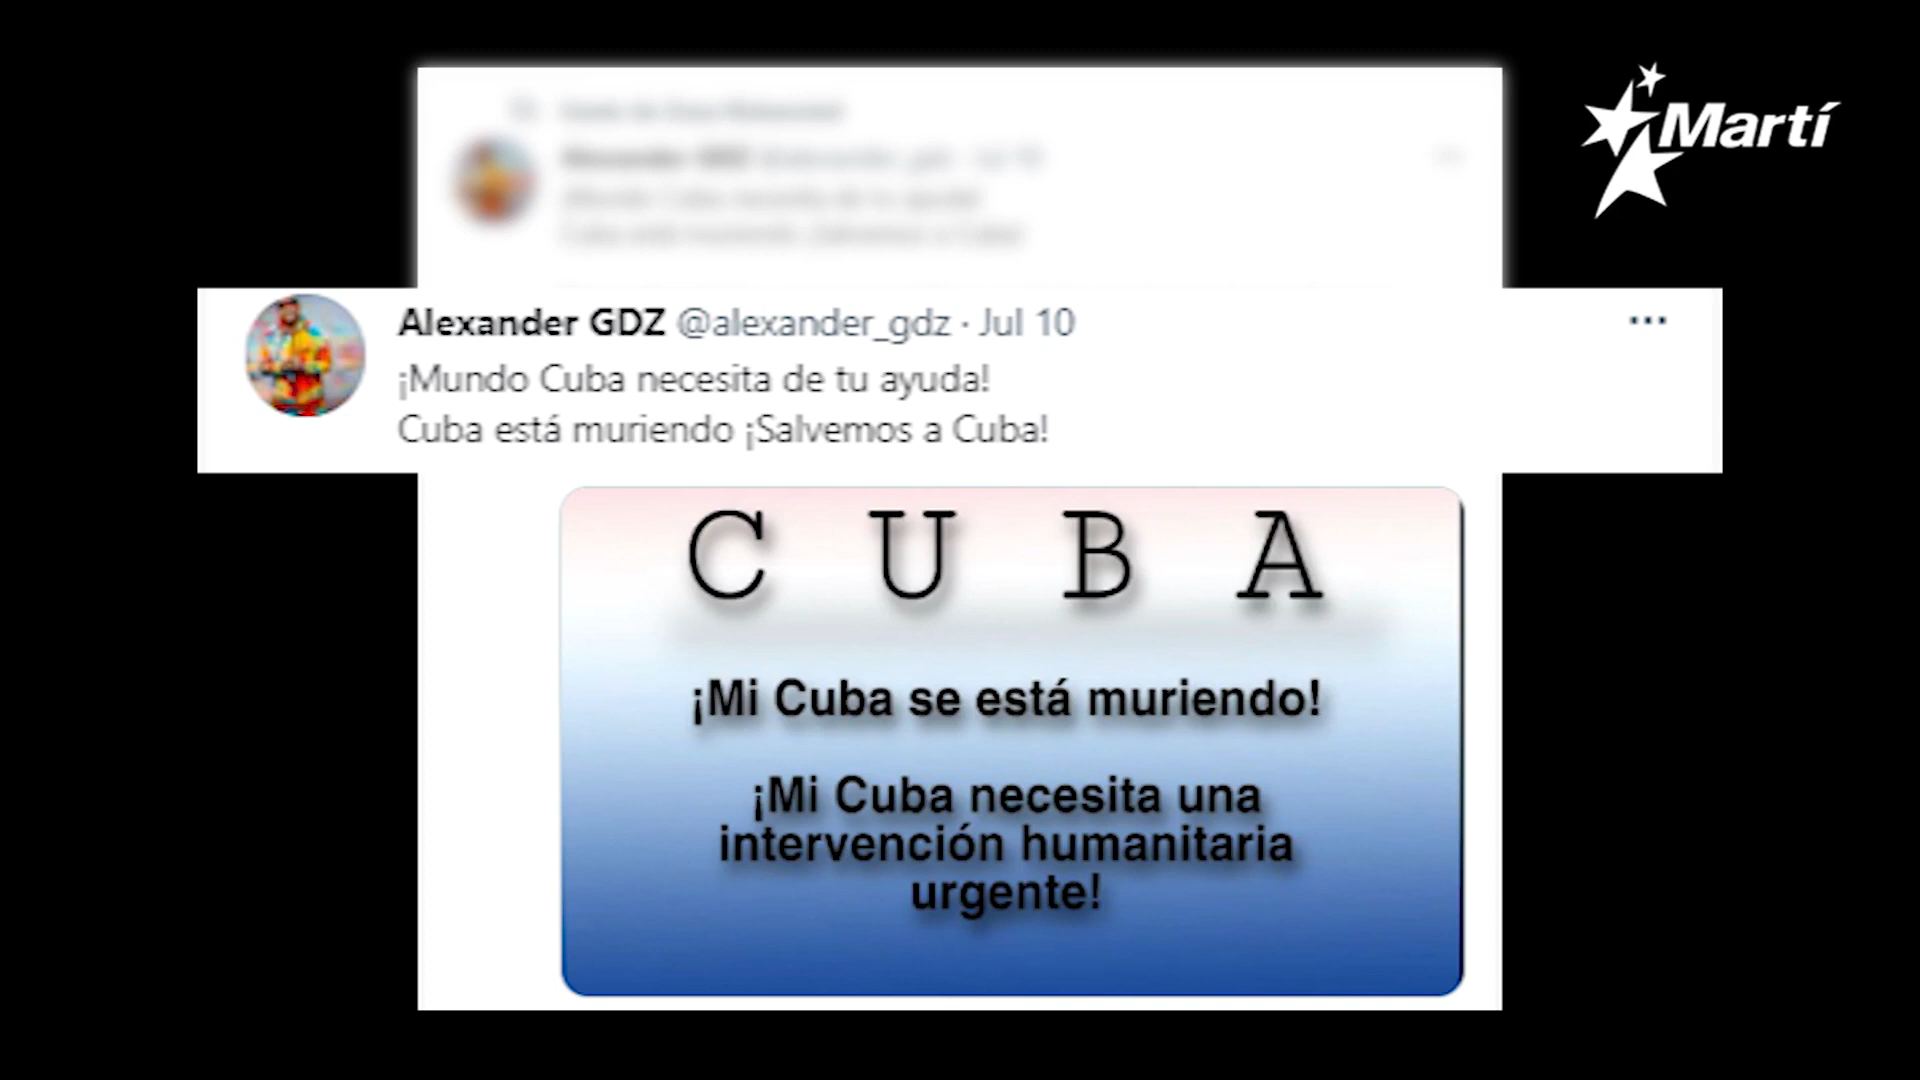 Martí
Alexander GDZ @alexander_gdz · Jul 10
¡Mundo Cuba necesita de tu ayuda!
Cuba está muriendo ¡Salvemos a Cuba!
C U B A
¡Mi Cuba se está muriendo!
¡Mi Cuba necesita una
intervención humanitaria
urgente!